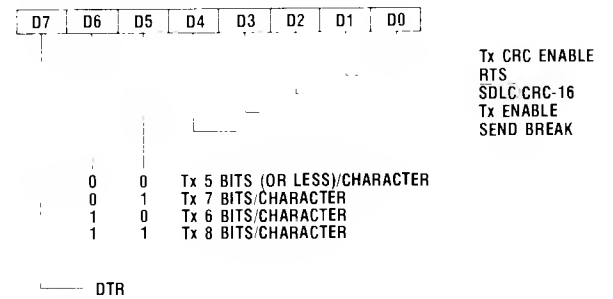 D7 D6 D5 D4 D3 D2 D1 D0
Tx CRC ENABLE
RTS
SDLC/CRC-16
Tx ENABLE
SEND BREAK
0 0 Tx 5 BITS (OR LESS)/CHARACTER
0 1 Tx 7 BITS/CHARACTER
1 0 Tx 6 BITS/CHARACTER
1 1 Tx 8 BITS/CHARACTER
DTR